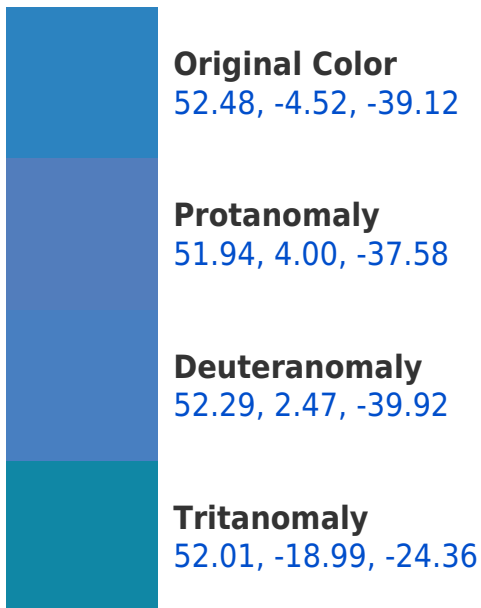 Original Color
52.48, -4.52, -39.12
Protanomaly
51.94, 4.00, -37.58
Deuteranomaly
52.29, 2.47, -39.92
Tritanomaly
52.01, -18.99, -24.36